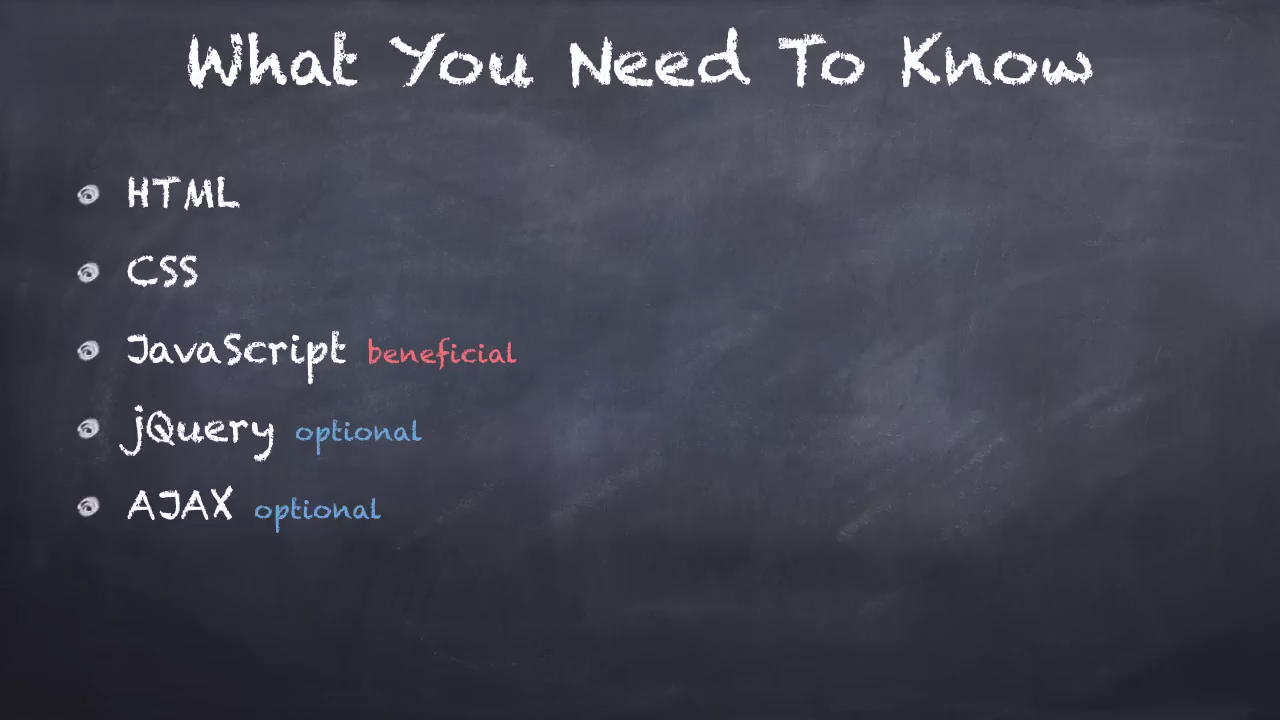 What You Need To Know
HTML
CSS
JavaScript beneficial
jQuery optional
AJAX optional